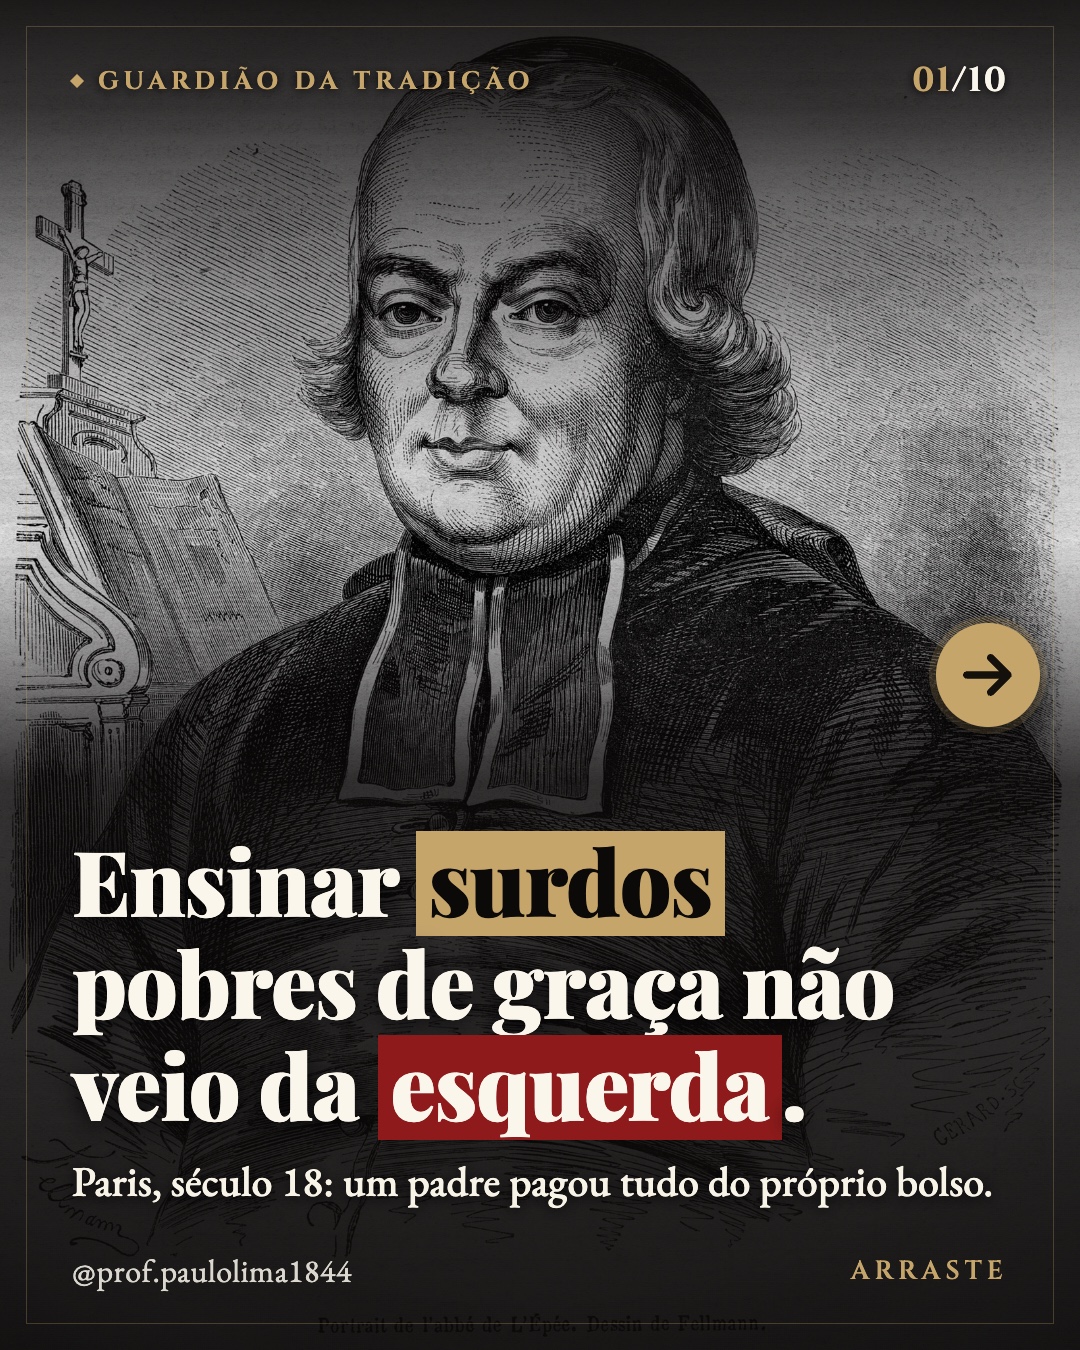 GUARDIÃO DA TRADIÇÃO
01/10
Ensinar surdos
pobres de graça não
veio da esquerda.
Paris, século 18: um padre pagou tudo do próprio bolso.
@prof.paulolima1844
ARRASTE
Portrait de l'abbé de L'Épée. Dessin de Fellmann.